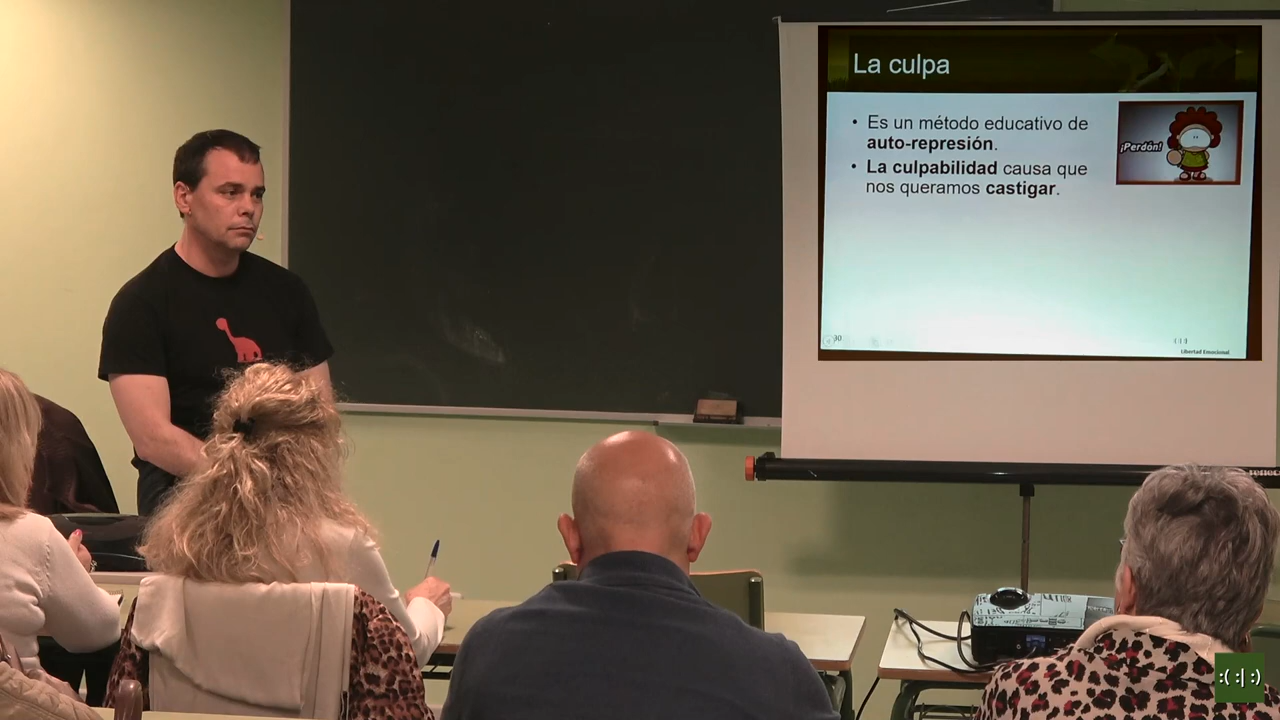 La culpa
• Es un método educativo de
auto-represión.
• La culpabilidad causa que
nos queramos castigar.
¡Perdón!
30
Libertad Emocional
:( :| :)